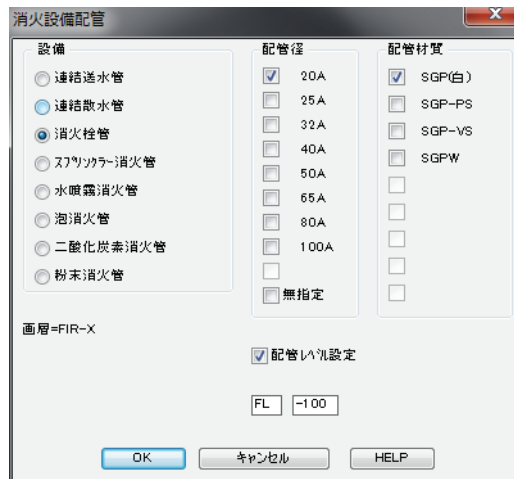 消火設備配管
設備
連結送水管
連結散水管
消火栓管
スプリンクラー消火管
水噴霧消火管
泡消火管
二酸化炭素消火管
粉末消火管
配管径
20A
25A
32A
40A
50A
65A
80A
100A
無指定
配管材質
SGP(白)
SGP-PS
SGP-VS
SGPW
画層=FIR-X
配管レベル設定
FL -100
OK キャンセル HELP